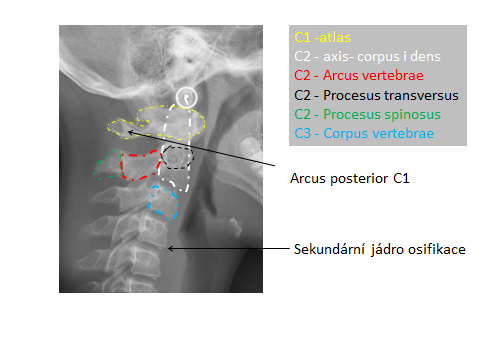 C1 -atlas
C2 - axis- corpus i dens
C2 - Arcus vertebrae
C2 - Procesus transversus
C2 - Procesus spinosus
C3 - Corpus vertebrae
Arcus posterior C1
Sekundární jádro osifikace